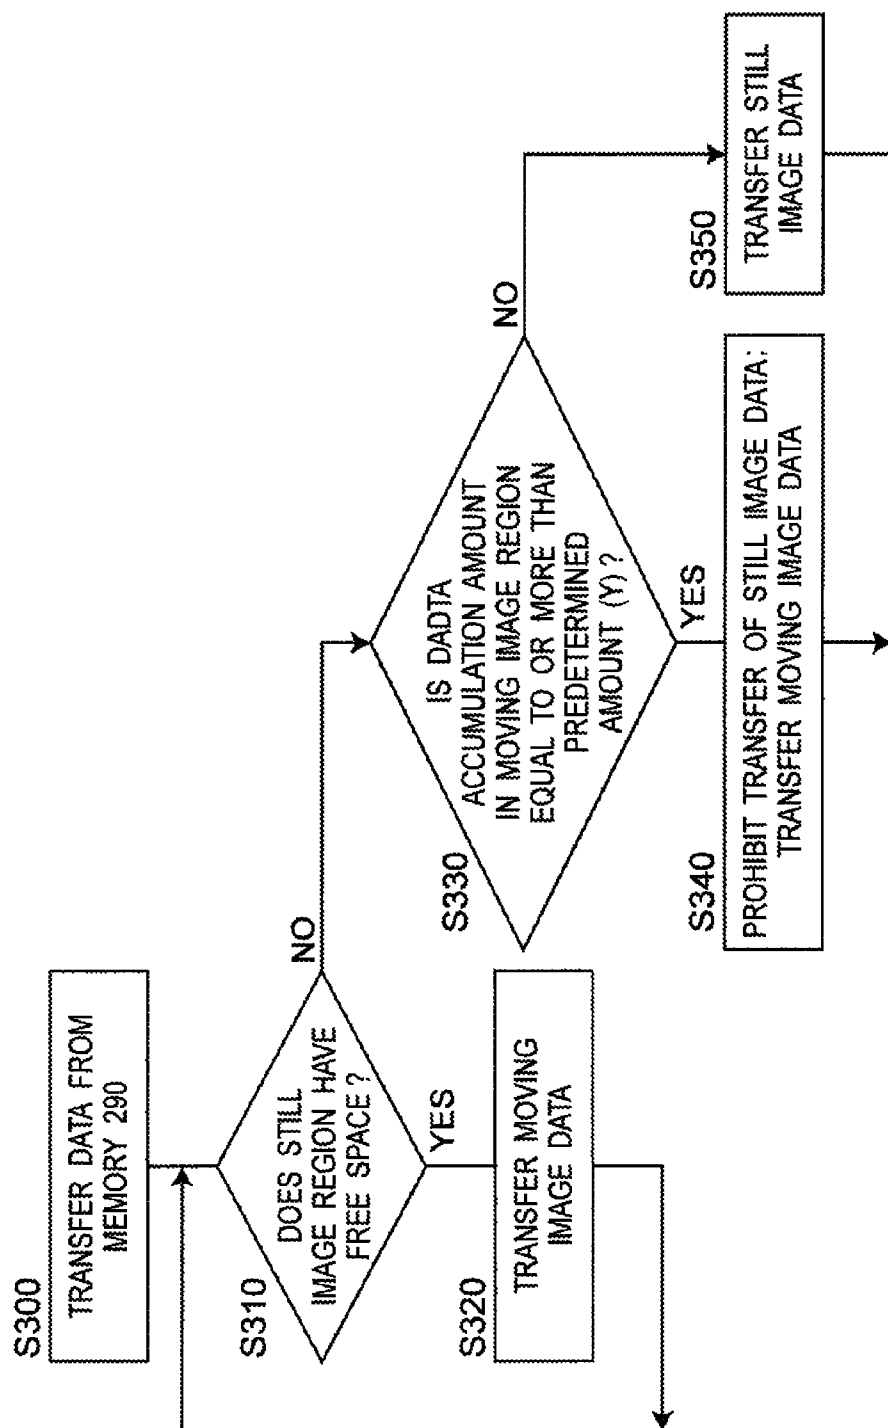 S300
TRANSFER DATA FROM
MEMORY 290
S310
DOES STILL
IMAGE REGION HAVE
FREE SPACE?
NO
YES
S320
TRANSFER MOVING
IMAGE DATA
S330
IS DADTA
ACCUMULATION AMOUNT
IN MOVING IMAGE REGION
EQUAL TO OR MORE THAN
PREDETERMINED
AMOUNT (Y)?
NO
YES
S340
PROHIBIT TRANSFER OF STILL IMAGE DATA:
TRANSFER MOVING IMAGE DATA
S350
TRANSFER STILL
IMAGE DATA